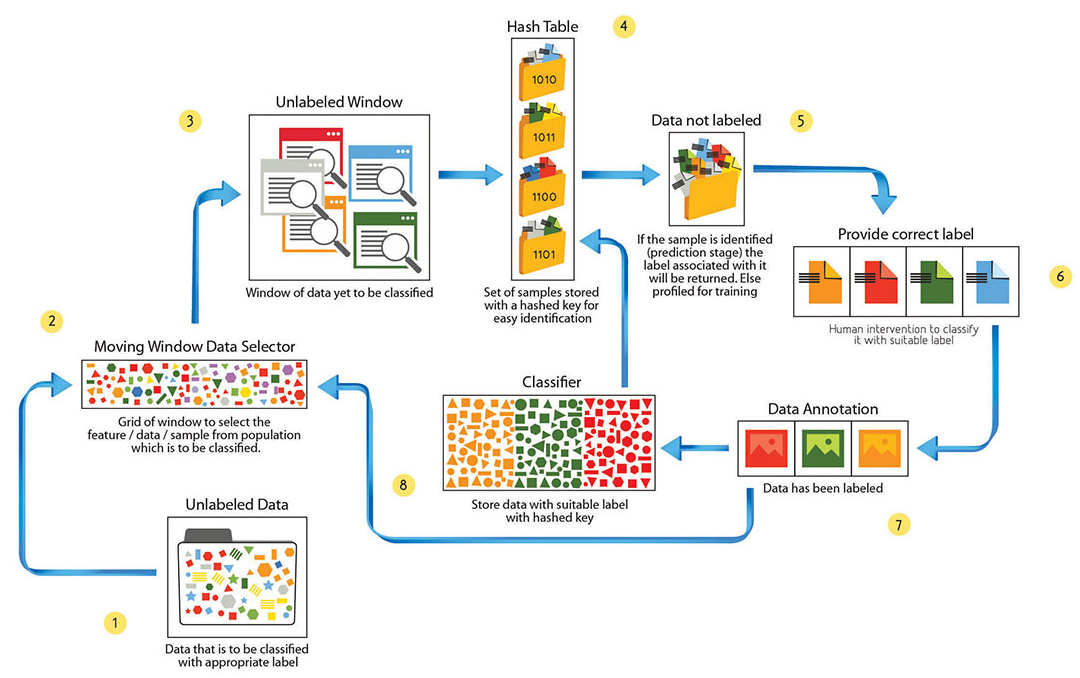 Hash Table
4
1010
1011
1100
1101
Set of samples stored
with a hashed key for
easy identification
3
Unlabeled Window
Window of data yet to be classified
Data not labeled
5
If the sample is identified
(prediction stage) the
label associated with it
will be returned. Else
profiled for training
Provide correct label
6
Human intervention to classify
it with suitable label
2
Moving Window Data Selector
Grid of window to select the
feature / data / sample from population
which is to be classified.
Classifier
Store data with suitable label
with hashed key
Data Annotation
Data has been labeled
7
8
Unlabeled Data
1
Data that is to be classified
with appropriate label